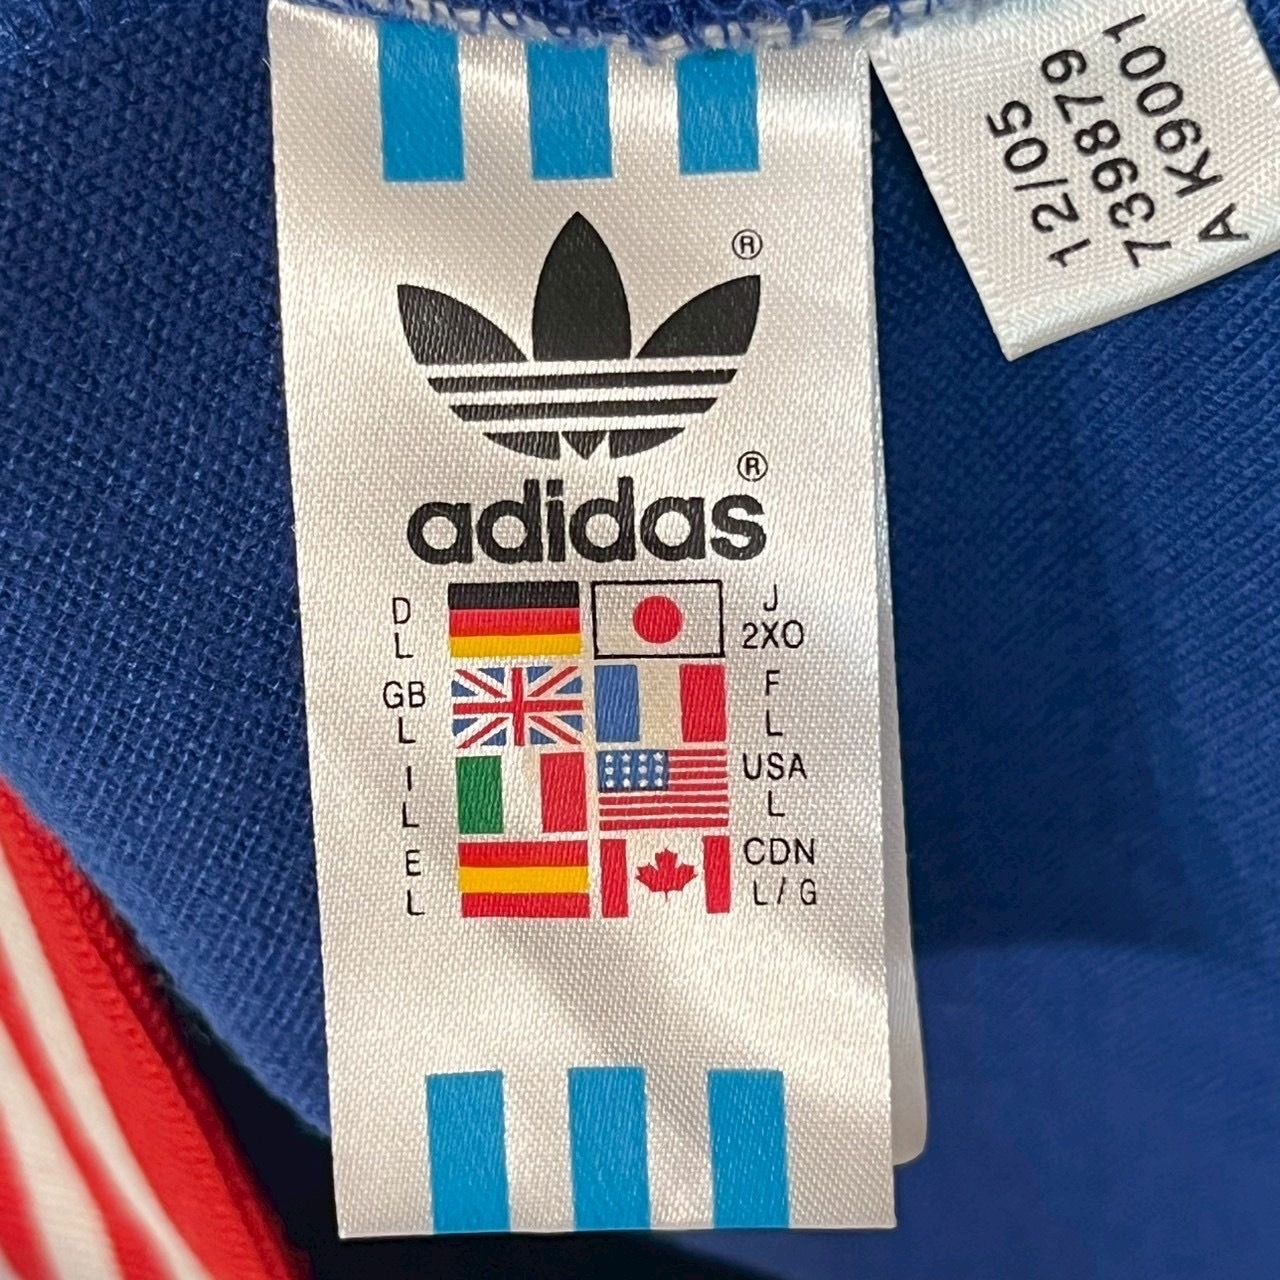 ®
®
adidas
D
L
J
2XO
GB
L
F
L
I
L
USA
L
E
L
CDN
L / G
12/05
739879
A K9001